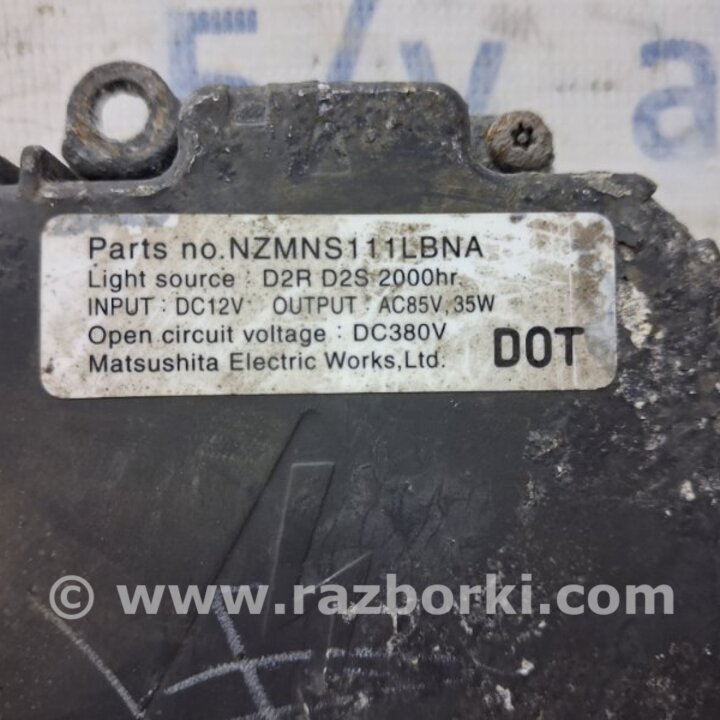 Б/у а
Parts no.NZMNS111LBNA
Light source : D2R D2S 2000hr.
INPUT : DC12V OUTPUT : AC85V,35W
Open circuit voltage : DC380V
Matsushita Electric Works,Ltd.
DOT
© www.razborki.com